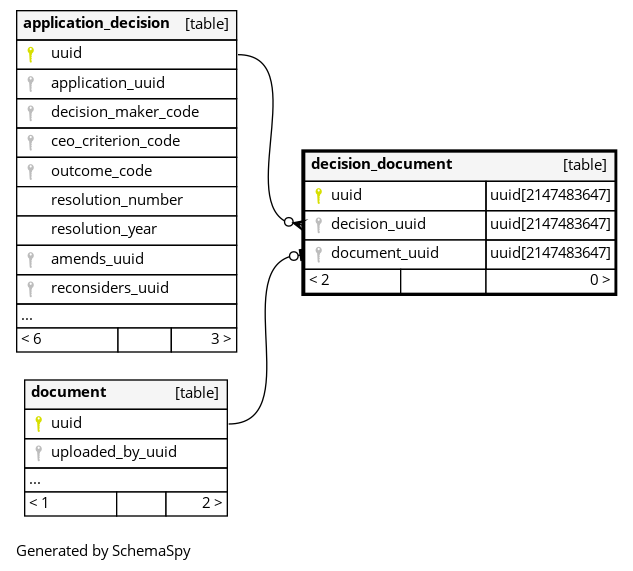 application_decision [table]
uuid
application_uuid
decision_maker_code
ceo_criterion_code
outcome_code
resolution_number
resolution_year
amends_uuid
reconsiders_uuid
...
< 6 3 >
decision_document [table]
uuid uuid[2147483647]
decision_uuid uuid[2147483647]
document_uuid uuid[2147483647]
< 2 0 >
document [table]
uuid
uploaded_by_uuid
...
< 1 2 >
Generated by SchemaSpy